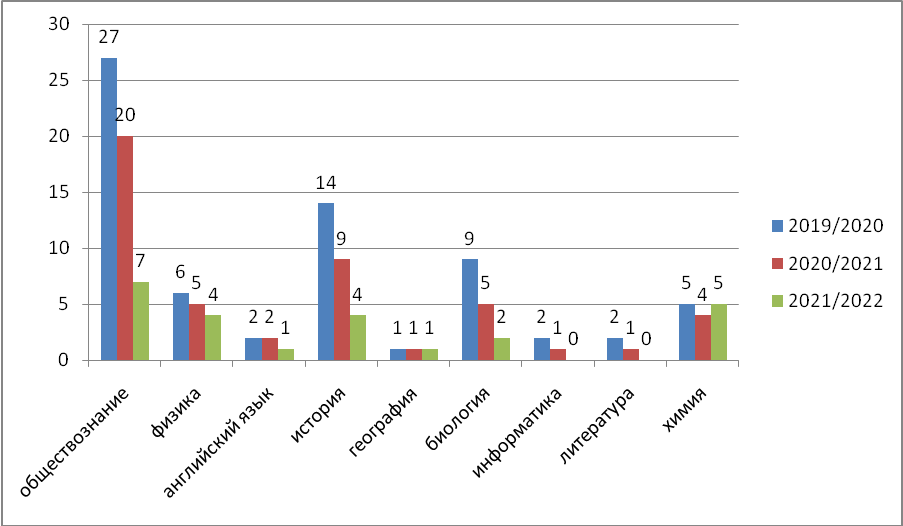 30
25
20
15
10
5
0
27 20 7
6 5 4
2 2 1
14 9 4
1 1 1
9 5 2
2 1 0
2 1 0
5 4 5
обществознание
физика
английский язык
история
география
биология
информатика
литература
химия
2019/2020
2020/2021
2021/2022